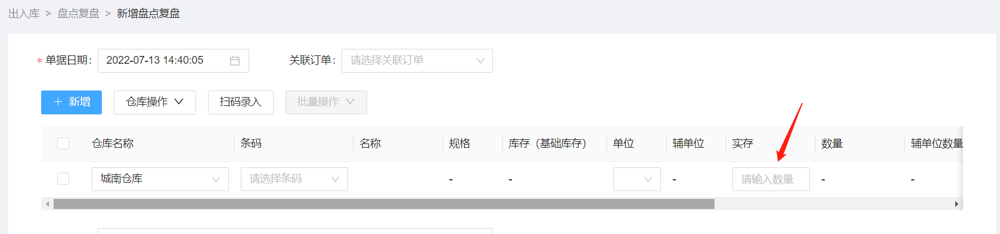 出入库 > 盘点复盘 > 新增盘点复盘
* 单据日期: 2022-07-13 14:40:05 关联订单: 请选择关联订单
+ 新增 仓库操作 扫码录入 批量操作
仓库名称 条码 名称 规格 库存（基础库存） 单位 辅单位 实存 数量 辅单位数量
城南仓库 请选择条码 - - - 请输入数量 - -